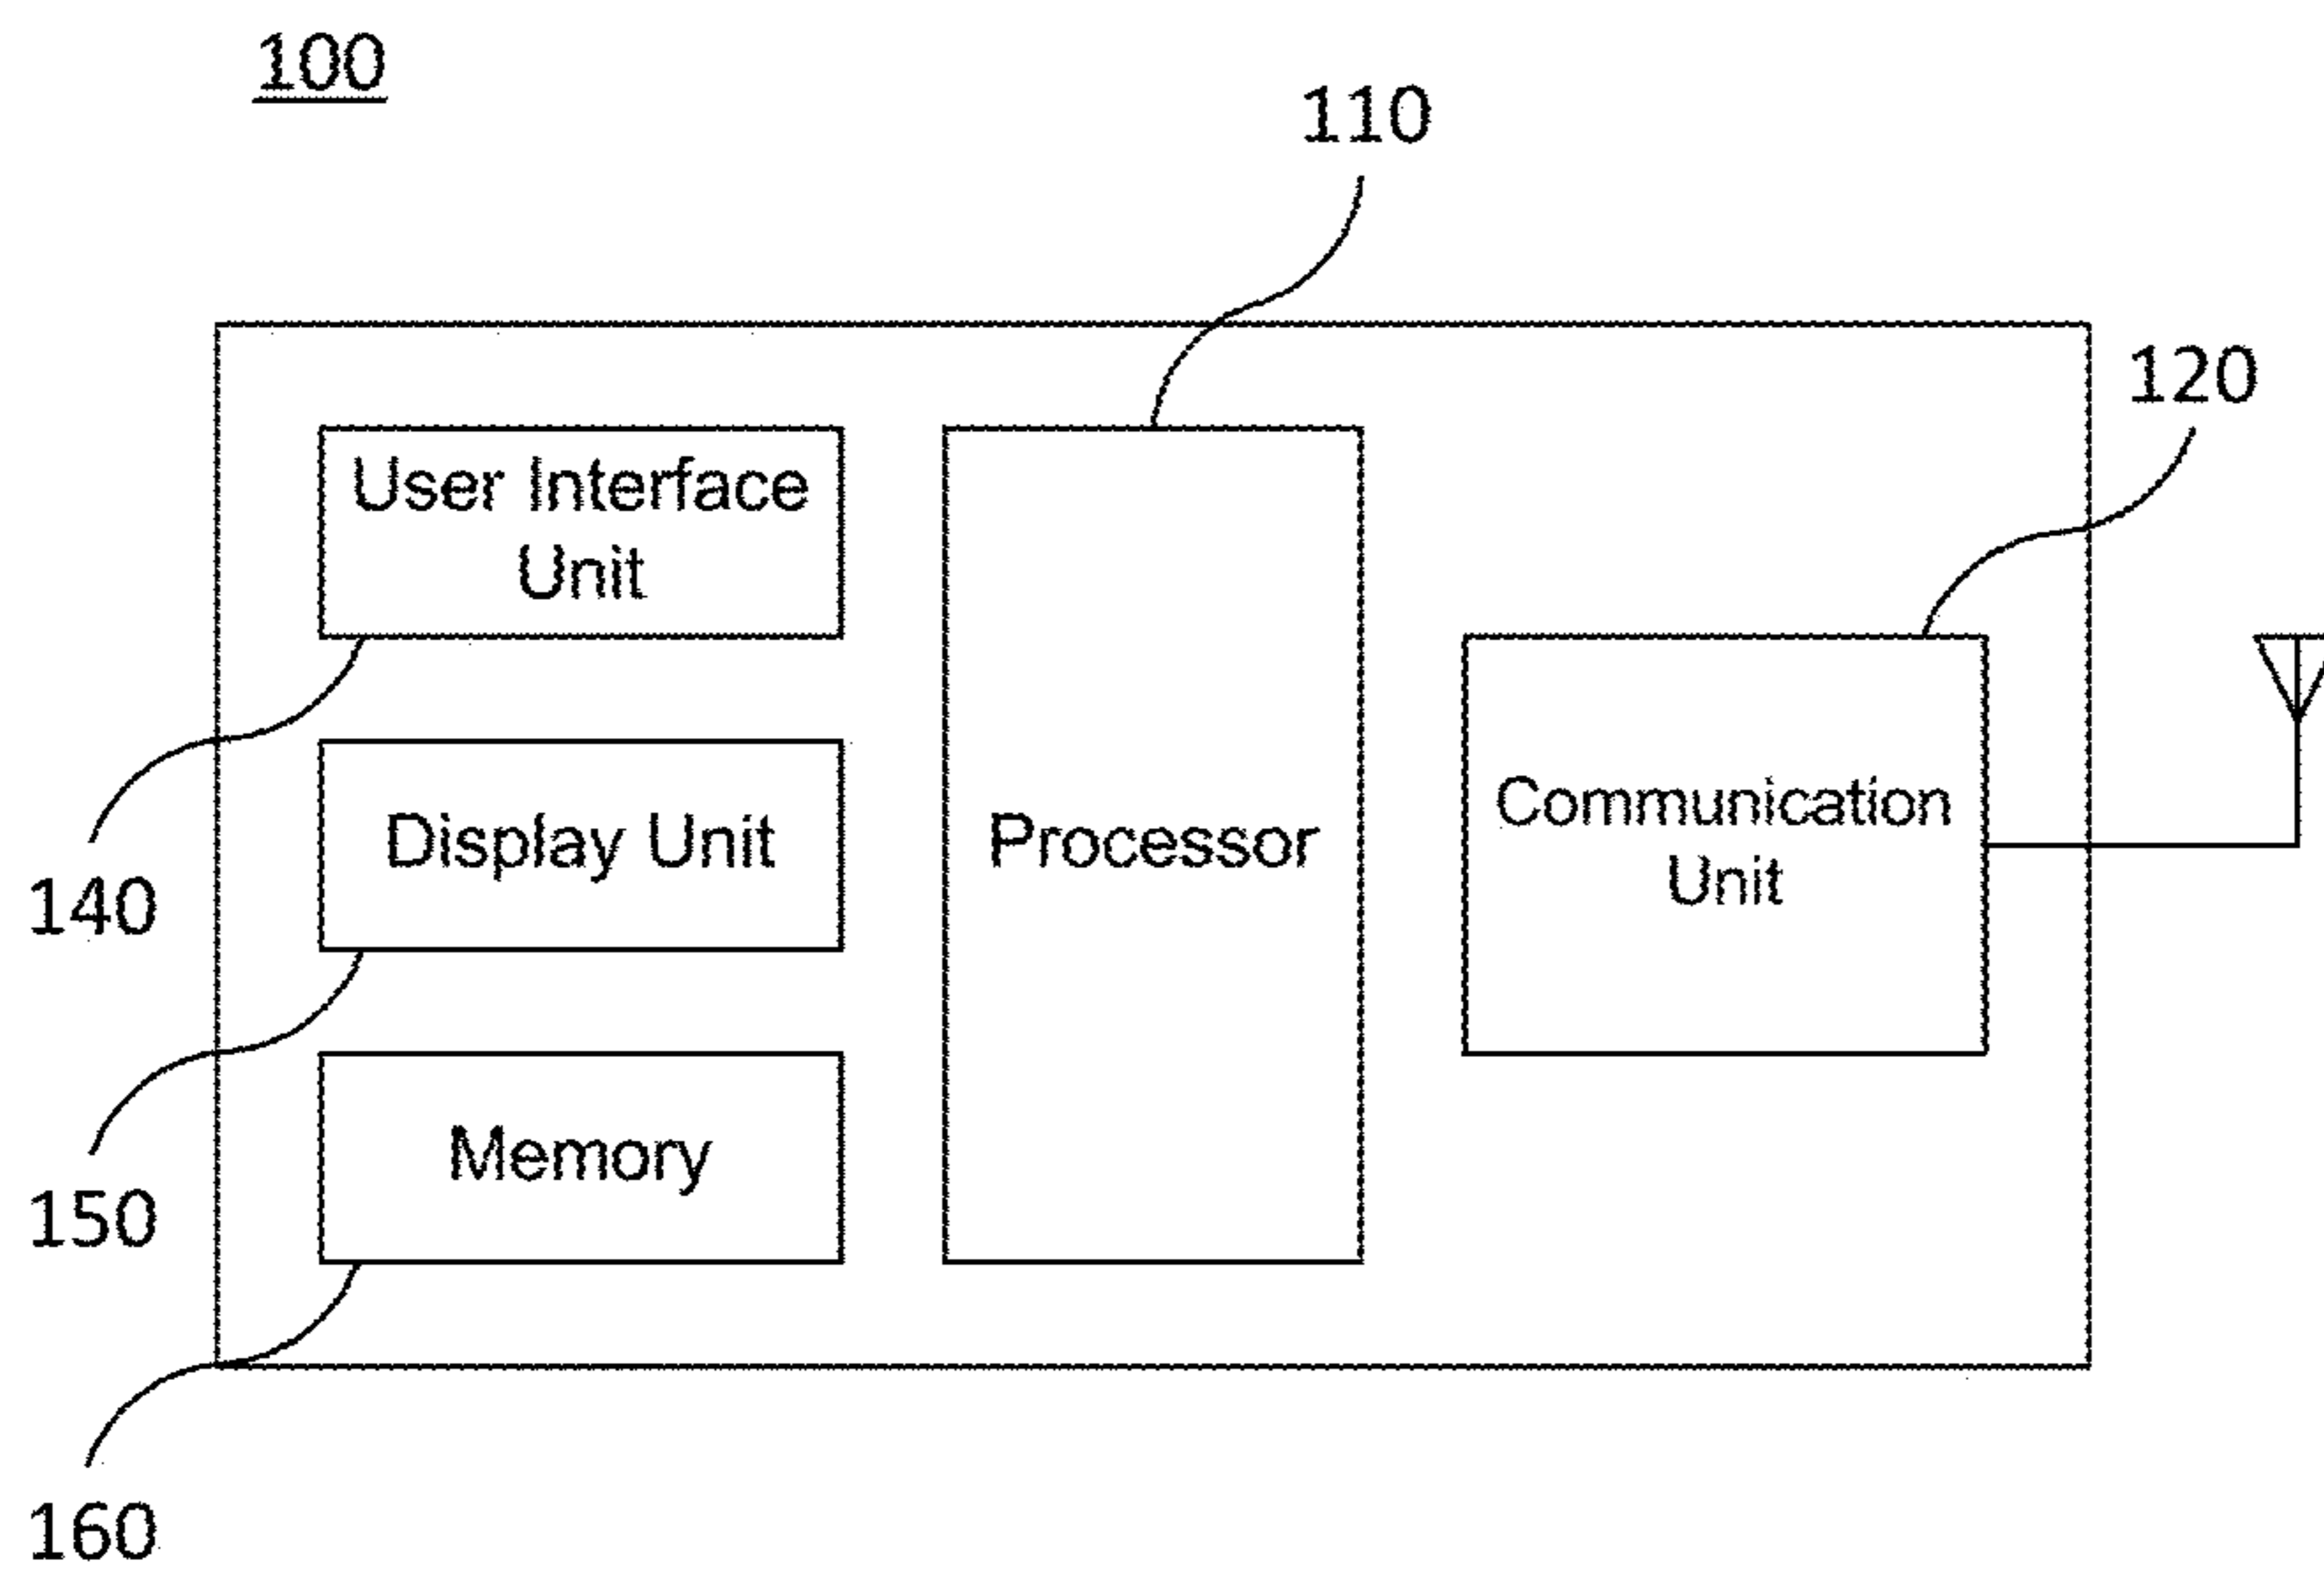 100
110
120
User Interface
Unit
140
Display Unit
150
Memory
160
Processor
Communication
Unit